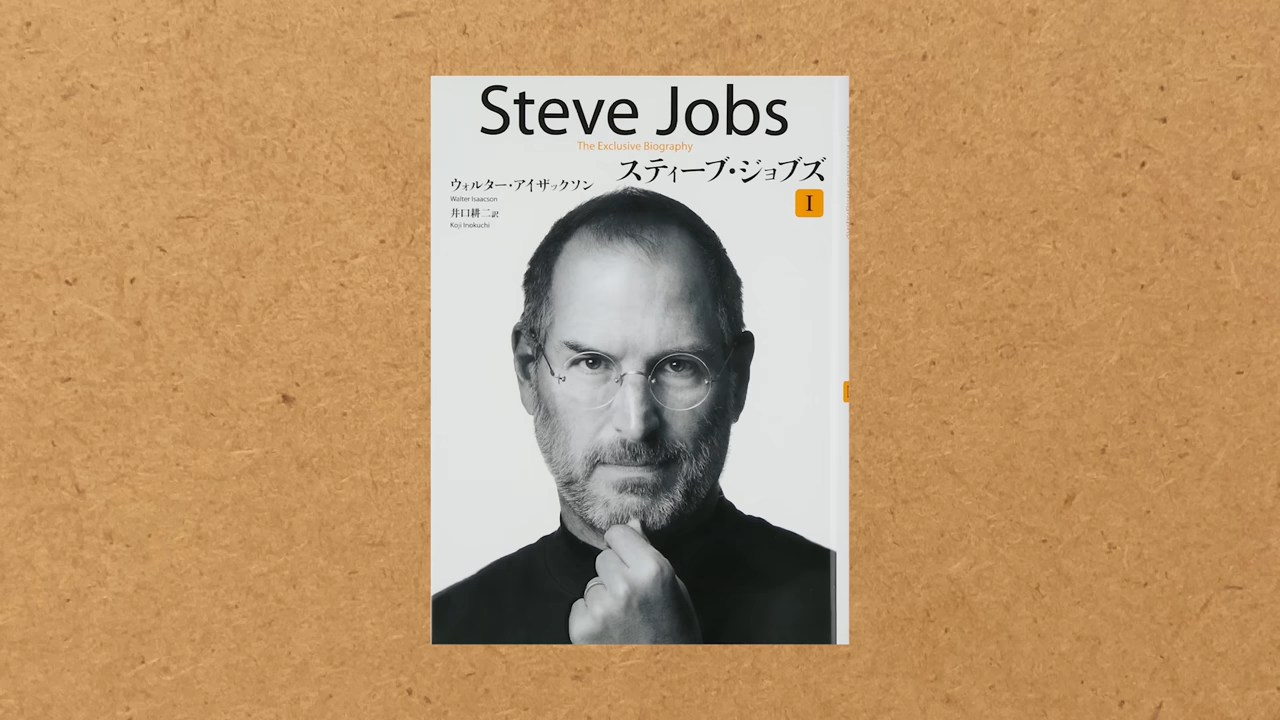 Steve Jobs
The Exclusive Biography
スティーブ・ジョブズ
I
ウォルター・アイザックソン
Walter Isaacson
井口耕二訳
Koji Inokuchi